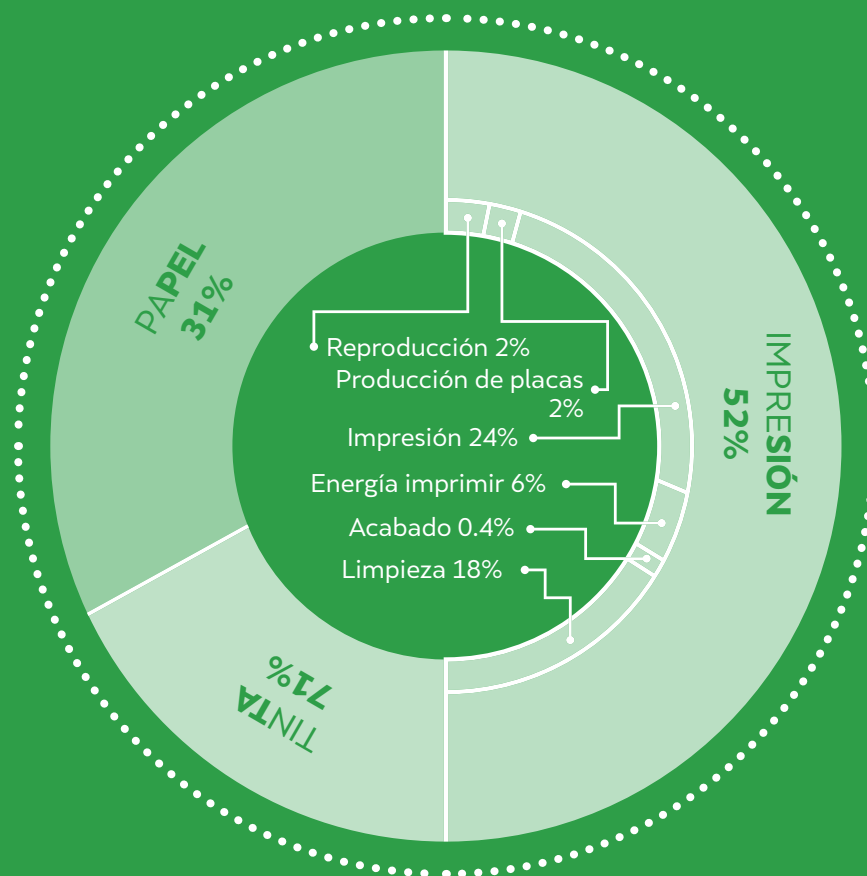 PAPEL
31%
IMPRESIÓN
52%
TINTA
71%
Reproducción 2%
Producción de placas
2%
Impresión 24%
Energía imprimir 6%
Acabado 0.4%
Limpieza 18%